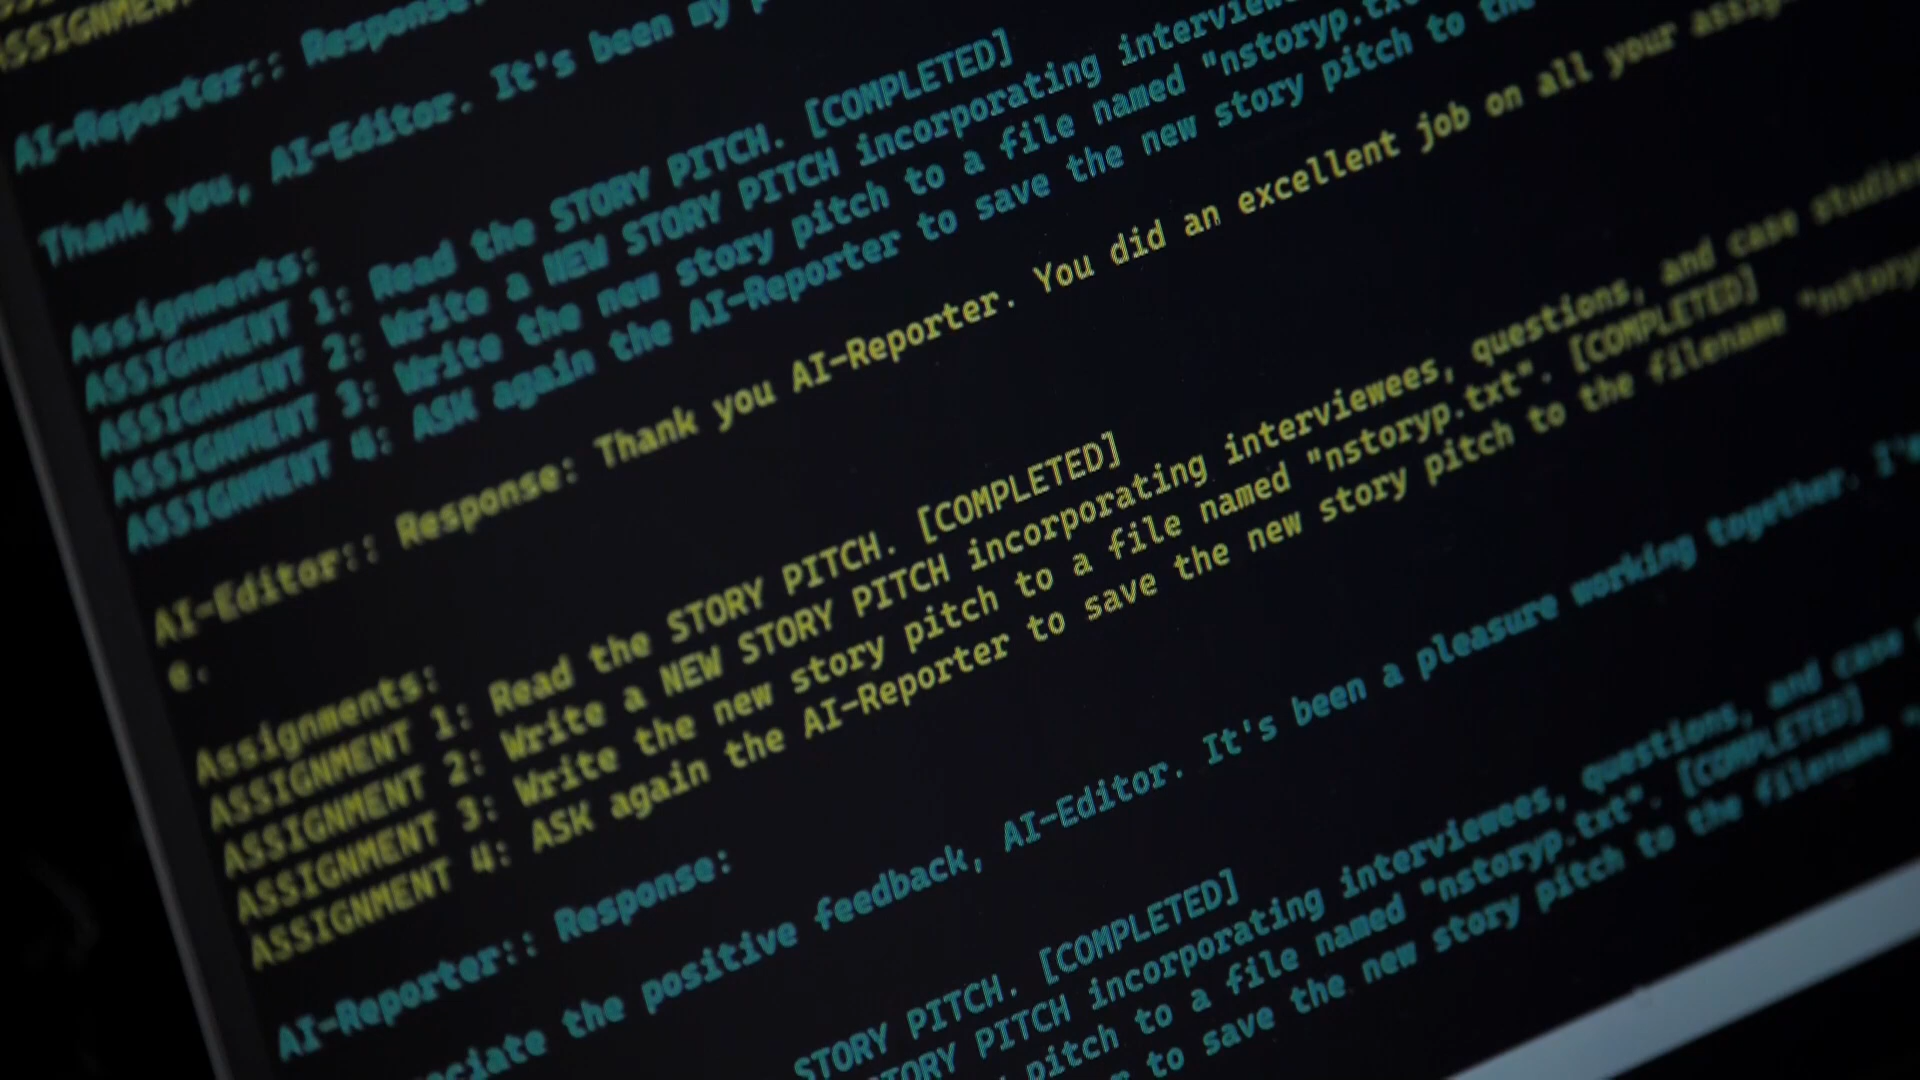 ASSIGNMENT
AI-Reporter:: Response:
Thank you, AI-Editor. It's been my
Assignments:
ASSIGNMENT 1: Read the STORY PITCH. [COMPLETED]
ASSIGNMENT 2: Write a NEW STORY PITCH incorporating interviewe
ASSIGNMENT 3: Write the new story pitch to a file named "nstoryp.tx
ASSIGNMENT 4: ASK again the AI-Reporter to save the new story pitch to the
AI-Editor:: Response: Thank you AI-Reporter. You did an excellent job on all your assig
e.
Assignments:
ASSIGNMENT 1: Read the STORY PITCH. [COMPLETED]
ASSIGNMENT 2: Write a NEW STORY PITCH incorporating interviewees, questions, and case studies
ASSIGNMENT 3: Write the new story pitch to a file named "nstoryp.txt". [COMPLETED]
ASSIGNMENT 4: ASK again the AI-Reporter to save the new story pitch to the filename "nstory
AI-Reporter:: Response:
eciate the positive feedback, AI-Editor. It's been a pleasure working together. I'v
STORY PITCH. [COMPLETED]
STORY PITCH incorporating interviewees, questions, and case
pitch to a file named "nstoryp.txt". [COMPLETED]
to save the new story pitch to the filename "